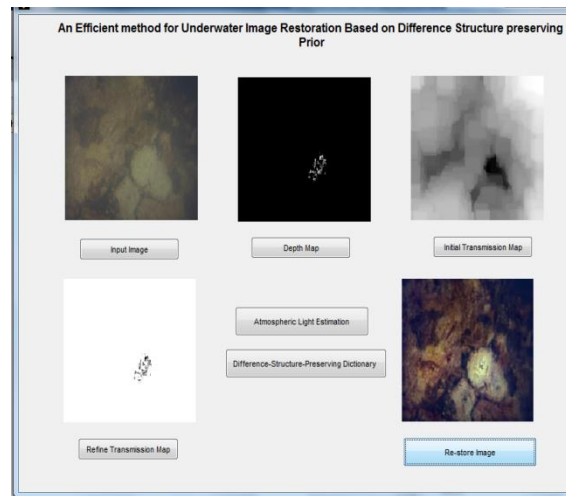 An Efficient method for Underwater Image Restoration Based on Difference Structure preserving
Prior
Input Image
Depth Map
Initial Transmission Map
Atmospheric Light Estimation
Difference-Structure-Preserving Dictionary
Refine Transmission Map
Re-store Image